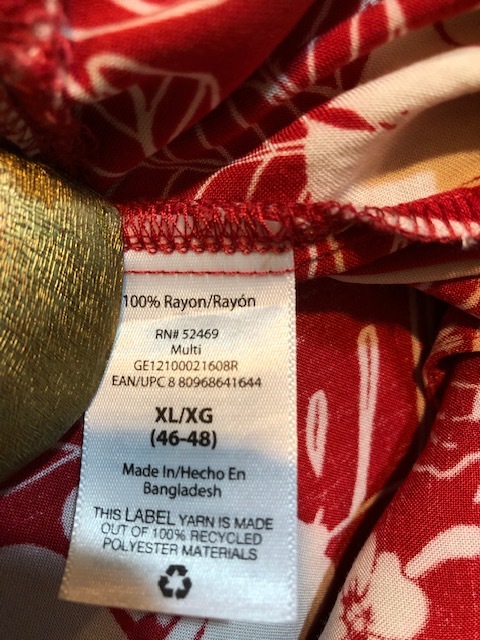 100% Rayon/Rayón
RN# 52469
Multi
GE12100021608R
EAN/UPC 8 80968641644
XL/XG
(46-48)
Made In/Hecho En
Bangladesh
THIS LABEL YARN IS MADE
OUT OF 100% RECYCLED
POLYESTER MATERIALS